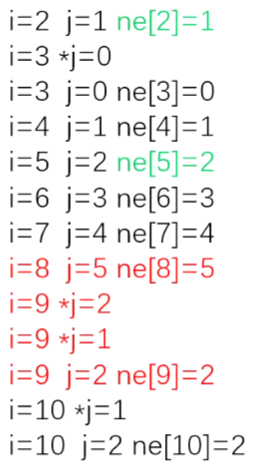 i=2 j=1 ne[2]=1
i=3 *j=0
i=3 j=0 ne[3]=0
i=4 j=1 ne[4]=1
i=5 j=2 ne[5]=2
i=6 j=3 ne[6]=3
i=7 j=4 ne[7]=4
i=8 j=5 ne[8]=5
i=9 *j=2
i=9 *j=1
i=9 j=2 ne[9]=2
i=10 *j=1
i=10 j=2 ne[10]=2